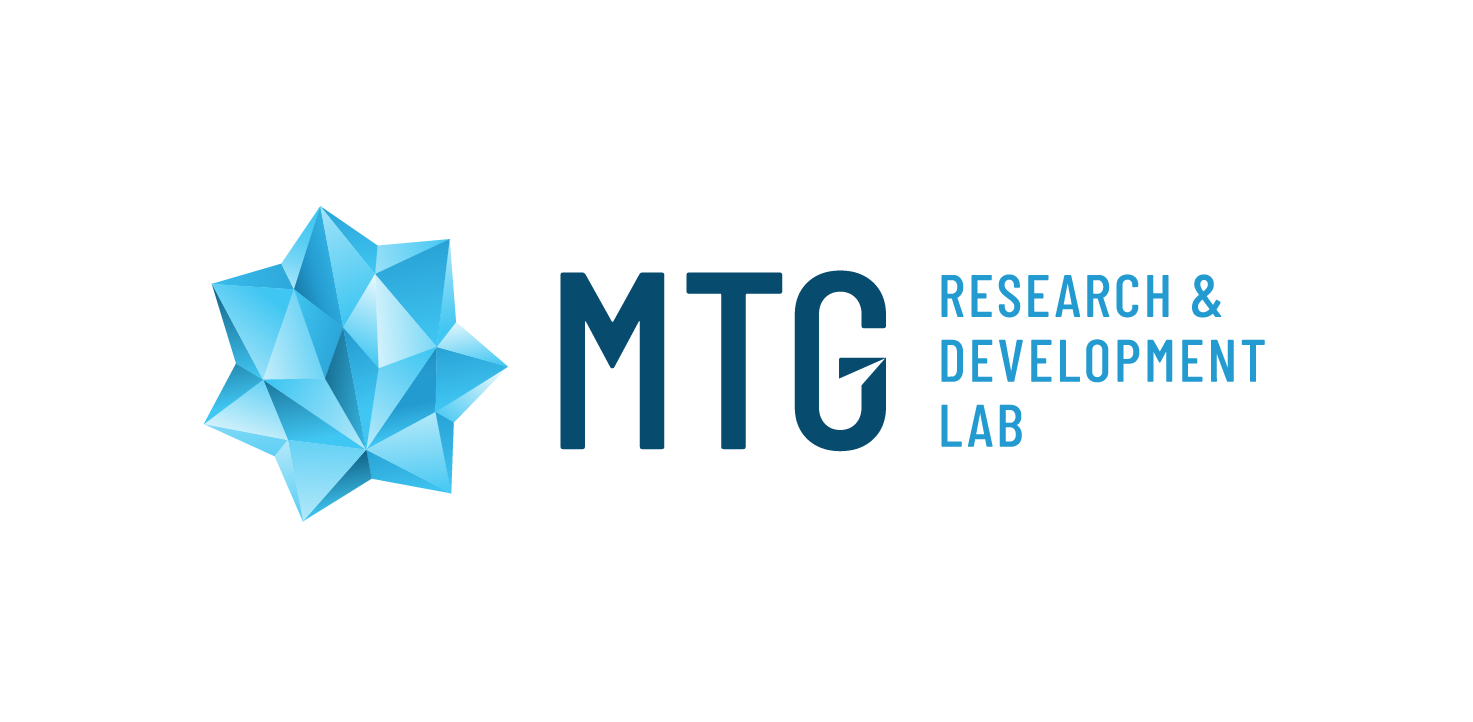 MTG
RESEARCH &
DEVELOPMENT
LAB